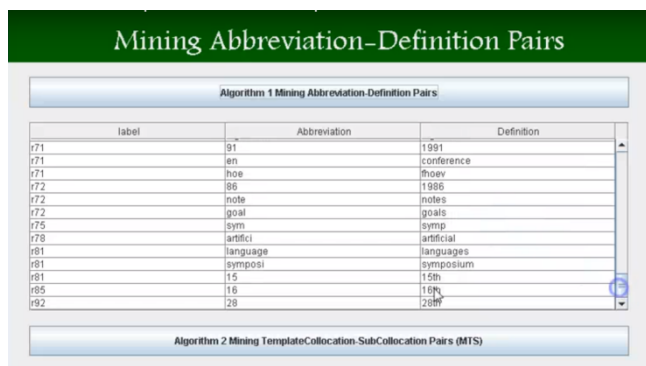 Mining Abbreviation-Definition Pairs
Algorithm 1 Mining Abbreviation-Definition Pairs
label Abbreviation Definition
r71 91 1991
r71 en conference
r71 hoe fhoev
r72 86 1986
r72 note notes
r72 goal goals
r75 sym symp
r78 artifici artificial
r81 language languages
r81 symposi symposium
r81 15 15th
r85 16 16th
r92 28 28th
Algorithm 2 Mining TemplateCollocation-SubCollocation Pairs (MTS)